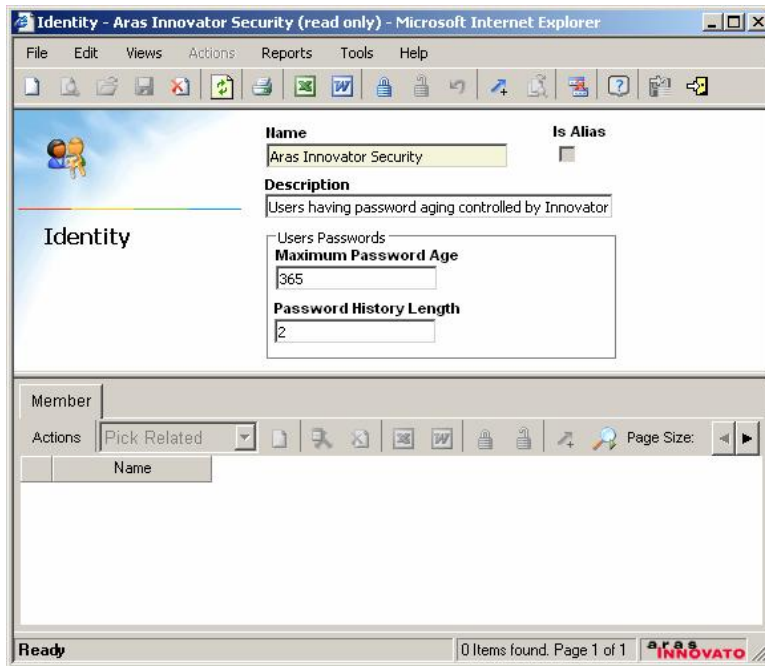 Identity - Aras Innovator Security (read only) - Microsoft Internet Explorer
File Edit Views Actions Reports Tools Help
Name
Is Alias
Aras Innovator Security
Description
Users having password aging controlled by Innovator
Identity
Users Passwords
Maximum Password Age
365
Password History Length
2
Member
Actions Pick Related Page Size:
Name
Ready
0 Items found. Page 1 of 1
aras
INNOVATO